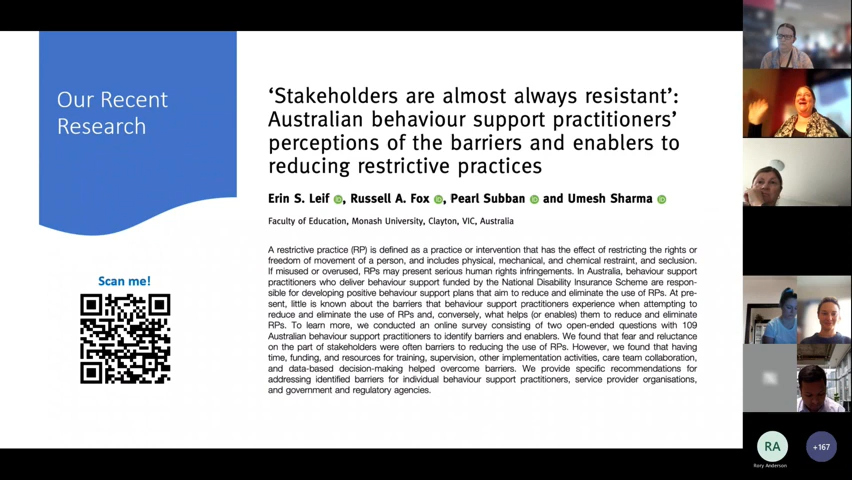 Our Recent
Research
‘Stakeholders are almost always resistant’:
Australian behaviour support practitioners’
perceptions of the barriers and enablers to
reducing restrictive practices
Erin S. Leif, Russell A. Fox, Pearl Subban and Umesh Sharma
Faculty of Education, Monash University, Clayton, VIC, Australia
A restrictive practice (RP) is defined as a practice or intervention that has the effect of restricting the rights or
freedom of movement of a person, and includes physical, mechanical, and chemical restraint, and seclusion.
If misused or overused, RPs may present serious human rights infringements. In Australia, behaviour support
practitioners who deliver behaviour support funded by the National Disability Insurance Scheme are respon-
sible for developing positive behaviour support plans that aim to reduce and eliminate the use of RPs. At pre-
sent, little is known about the barriers that behaviour support practitioners experience when attempting to
reduce and eliminate the use of RPs and, conversely, what helps (or enables) them to reduce and eliminate
RPs. To learn more, we conducted an online survey consisting of two open-ended questions with 109
Australian behaviour support practitioners to identify barriers and enablers. We found that fear and reluctance
on the part of stakeholders were often barriers to reducing the use of RPs. However, we found that having
time, funding, and resources for training, supervision, other implementation activities, care team collaboration,
and data-based decision-making helped overcome barriers. We provide specific recommendations for
addressing identified barriers for individual behaviour support practitioners, service provider organisations,
and government and regulatory agencies.
Scan me!
RA
+167
Rory Anderson